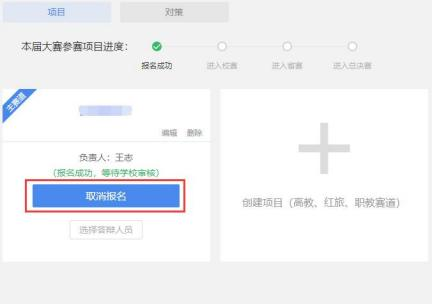 项目 对策
本届大赛参赛项目进度：
报名成功 进入校赛 进入省赛 进入总决赛
主赛道
编辑 删除
负责人：王志
（报名成功，等待学校审核）
取消报名
选择答辩人员
创建项目（高教、红旅、职教赛道）